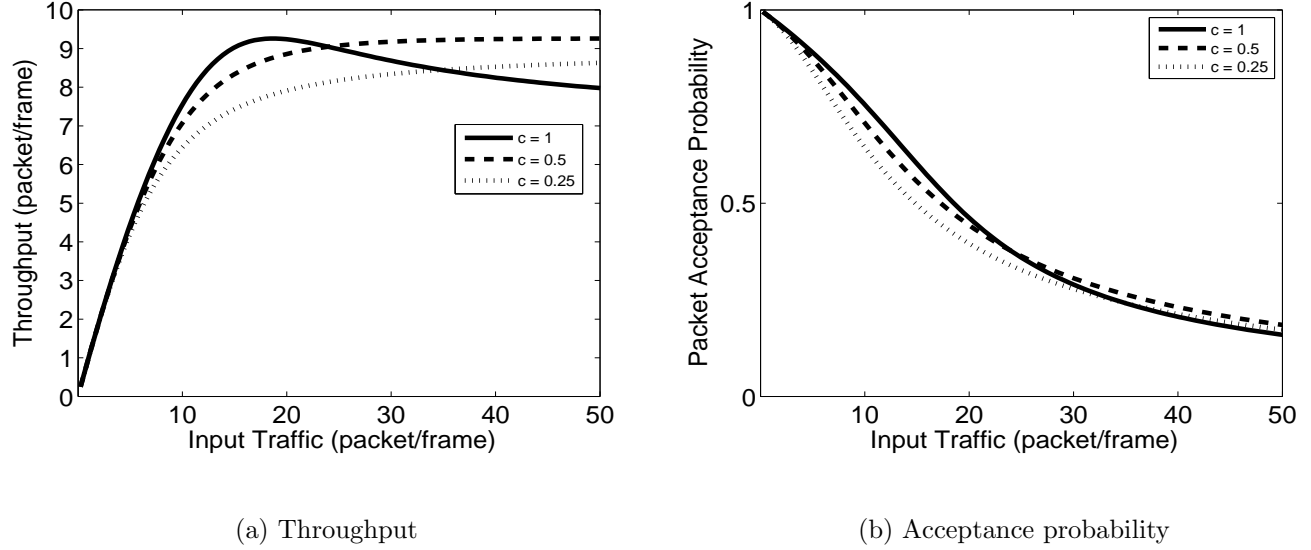 10
9
8
7
6
5
4
3
2
1
0
10
20
30
40
50
Throughput (packet/frame)
Input Traffic (packet/frame)
c = 1
c = 0.5
c = 0.25
(a) Throughput
1
0.5
0
0
10
20
30
40
50
Packet Acceptance Probability
Input Traffic (packet/frame)
c = 1
c = 0.5
c = 0.25
(b) Acceptance probability